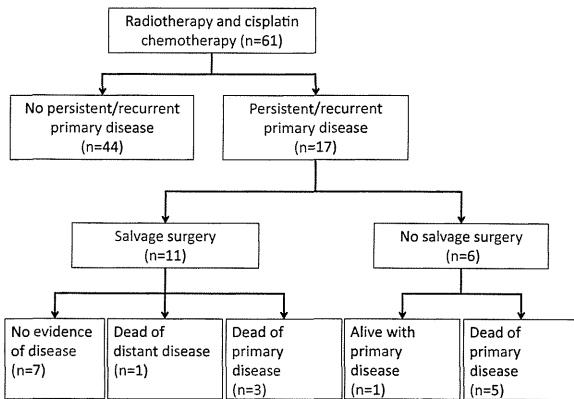 Radiotherapy and cisplatin
chemotherapy (n=61)
No persistent/recurrent
primary disease
(n=44)
Persistent/recurrent
primary disease
(n=17)
Salvage surgery
(n=11)
No salvage surgery
(n=6)
No evidence
of disease
(n=7)
Dead of
distant disease
(n=1)
Dead of
primary
disease
(n=3)
Alive with
primary
disease
(n=1)
Dead of
primary
disease
(n=5)